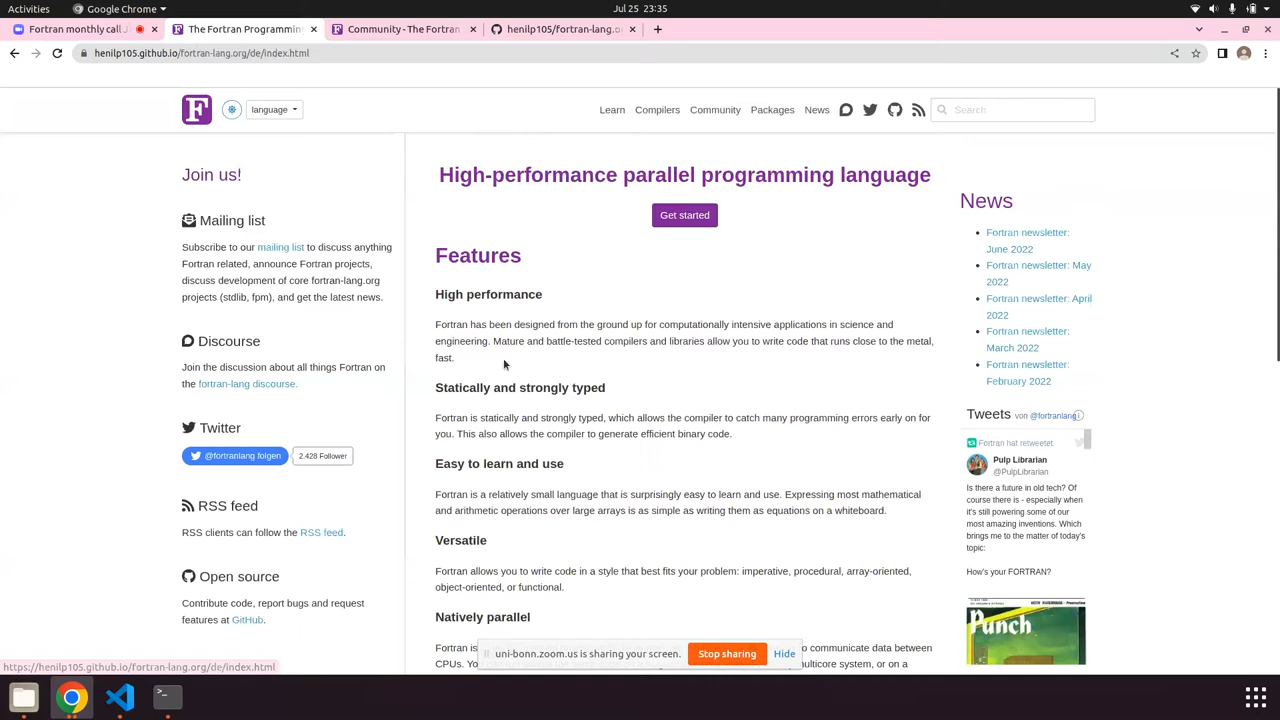 Activities
Google Chrome
Jul 25 23:35
Fortran monthly call
The Fortran Programmin
Community - The Fortran
henilp105/fortran-lang.o
henilp105.github.io/fortran-lang.org/de/index.html
F
language
Learn
Compilers
Community
Packages
News
Search
Join us!
Mailing list
Subscribe to our mailing list to discuss anything
Fortran related, announce Fortran projects,
discuss development of core fortran-lang.org
projects (stdlib, fpm), and get the latest news.
Discourse
Join the discussion about all things Fortran on
the fortran-lang discourse.
Twitter
@fortranlang folgen
2.428 Follower
RSS feed
RSS clients can follow the RSS feed.
Open source
Contribute code, report bugs and request
features at GitHub.
High-performance parallel programming language
Get started
Features
High performance
Fortran has been designed from the ground up for computationally intensive applications in science and
engineering. Mature and battle-tested compilers and libraries allow you to write code that runs close to the metal,
fast.
Statically and strongly typed
Fortran is statically and strongly typed, which allows the compiler to catch many programming errors early on for
you. This also allows the compiler to generate efficient binary code.
Easy to learn and use
Fortran is a relatively small language that is surprisingly easy to learn and use. Expressing most mathematical
and arithmetic operations over large arrays is as simple as writing them as equations on a whiteboard.
Versatile
Fortran allows you to write code in a style that best fits your problem: imperative, procedural, array-oriented,
object-oriented, or functional.
Natively parallel
Fortran is
o communicate data between
CPUs. Yo
multicore system, or on a
News
Fortran newsletter:
June 2022
Fortran newsletter: May
2022
Fortran newsletter: April
2022
Fortran newsletter:
March 2022
Fortran newsletter:
February 2022
Tweets von @fortranlang
Fortran hat retweetet
Pulp Librarian
@PulpLibrarian
Is there a future in old tech? Of
course there is - especially when
it's still powering some of our
most amazing inventions. Which
brings me to the matter of today's
topic:
How's your FORTRAN?
Punch
uni-bonn.zoom.us is sharing your screen.
Stop sharing
Hide
https://henilp105.github.io/fortran-lang.org/de/index.html